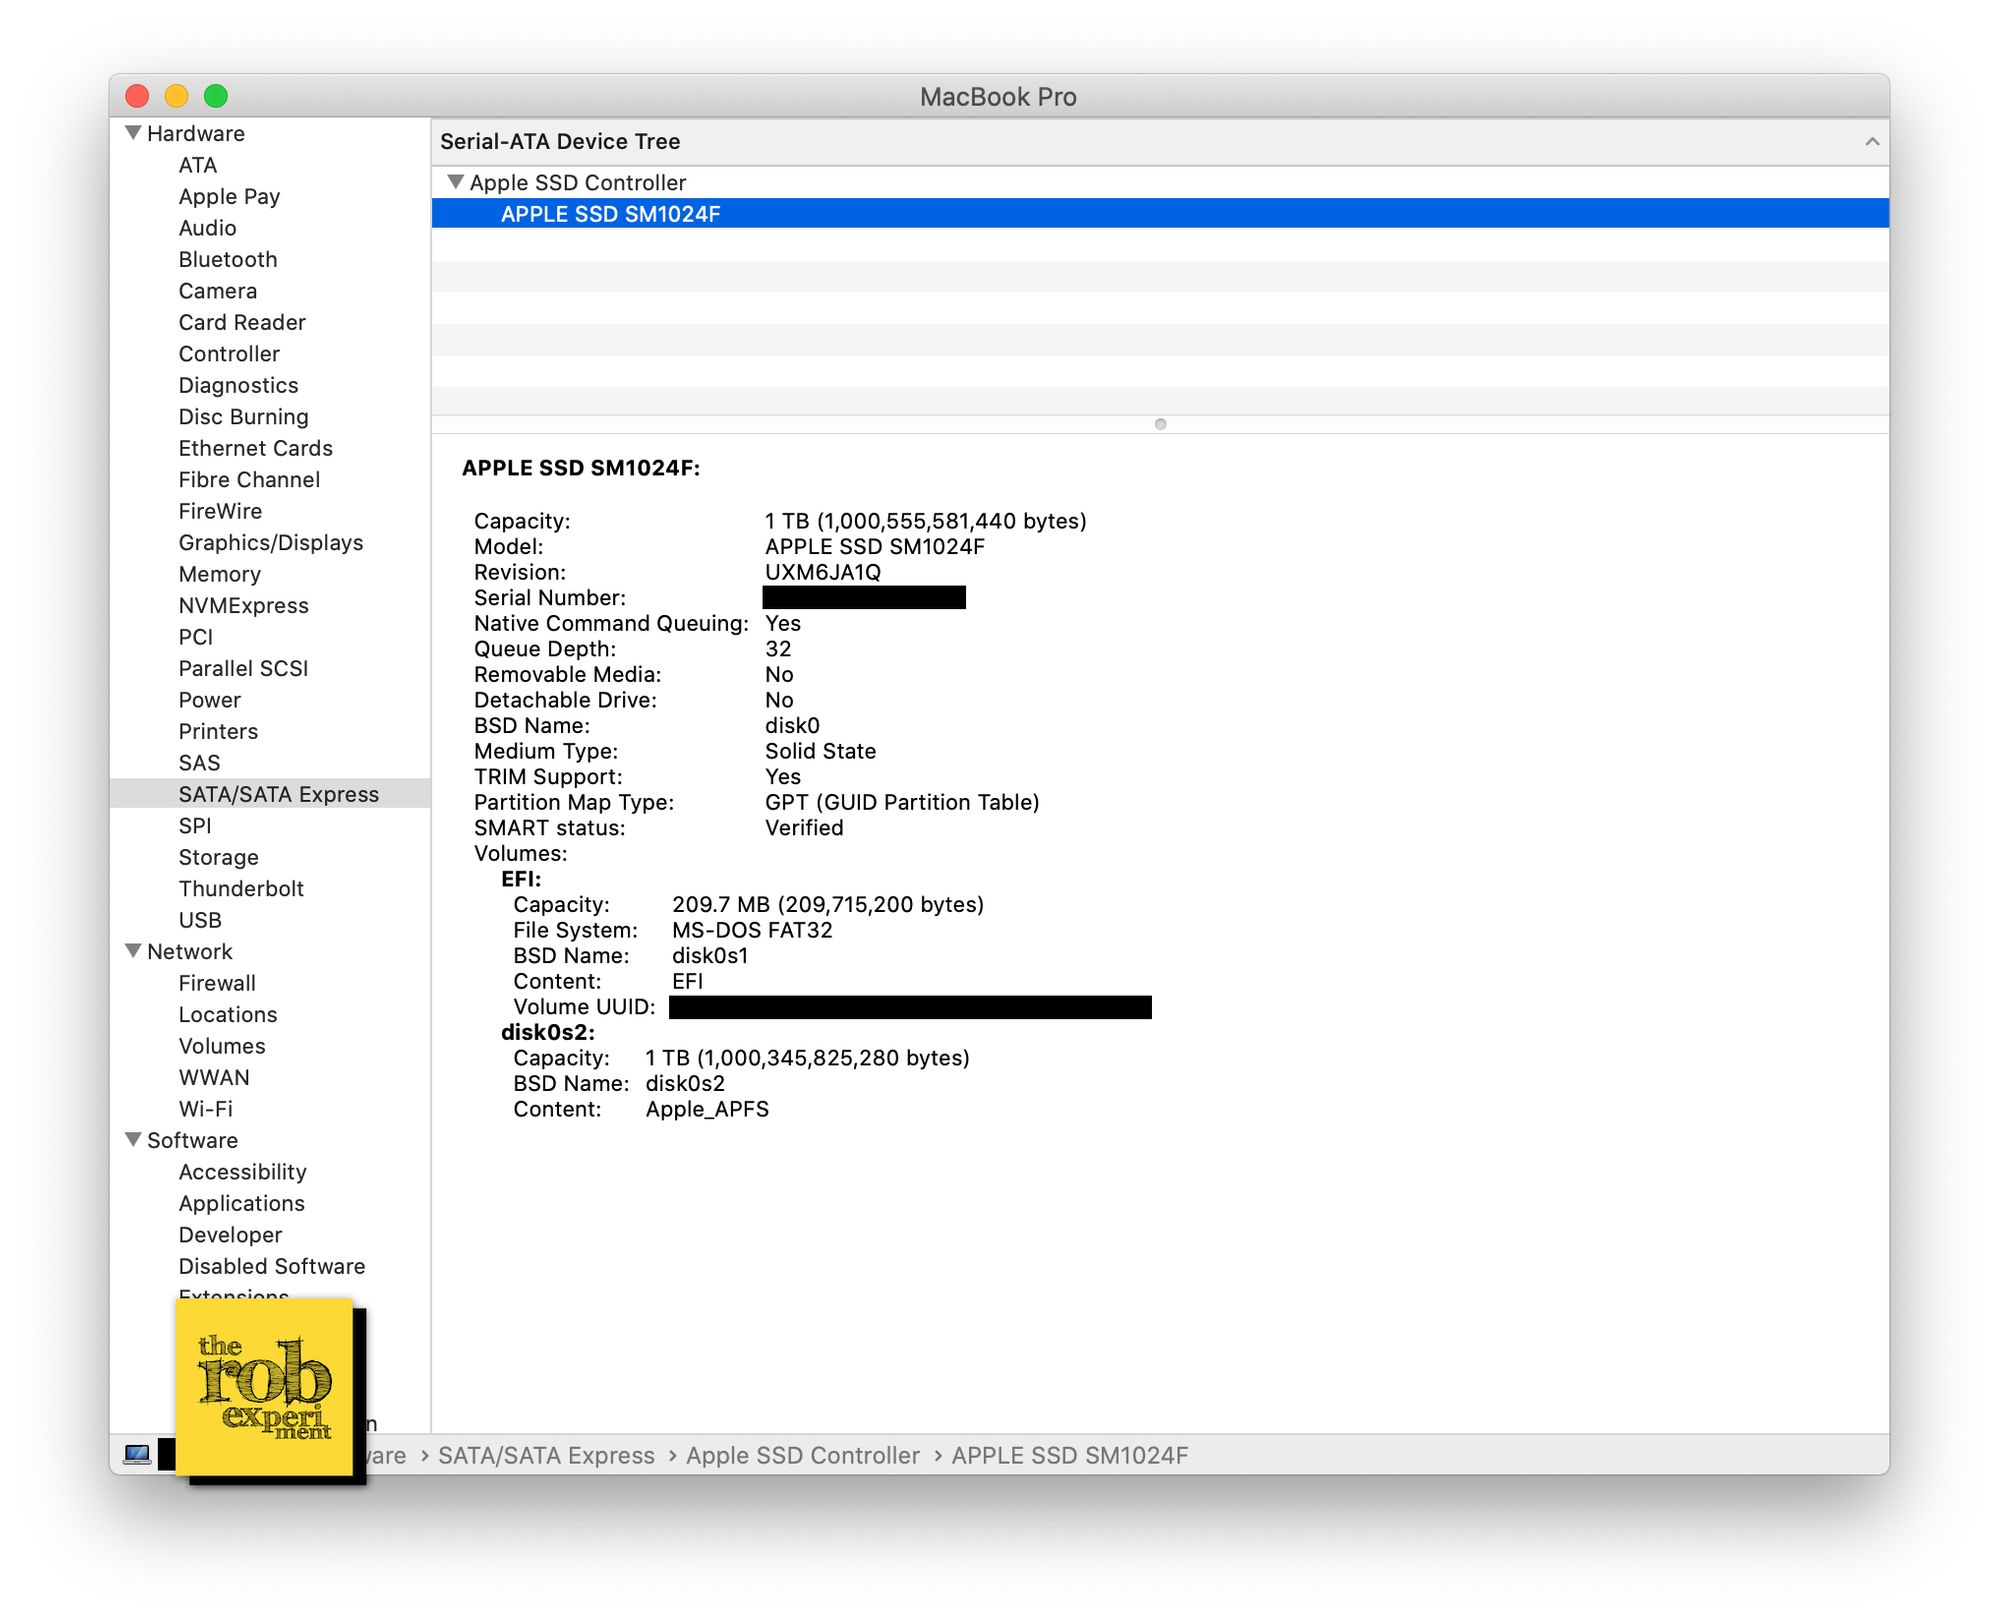 MacBook Pro
Hardware
ATA
Apple Pay
Audio
Bluetooth
Camera
Card Reader
Controller
Diagnostics
Disc Burning
Ethernet Cards
Fibre Channel
FireWire
Graphics/Displays
Memory
NVMExpress
PCI
Parallel SCSI
Power
Printers
SAS
SATA/SATA Express
SPI
Storage
Thunderbolt
USB
Network
Firewall
Locations
Volumes
WWAN
Wi-Fi
Software
Accessibility
Applications
Developer
Disabled Software
Extensions
Serial-ATA Device Tree
Apple SSD Controller
APPLE SSD SM1024F
APPLE SSD SM1024F:
Capacity: 1 TB (1,000,555,581,440 bytes)
Model: APPLE SSD SM1024F
Revision: UXM6JA1Q
Serial Number:
Native Command Queuing: Yes
Queue Depth: 32
Removable Media: No
Detachable Drive: No
BSD Name: disk0
Medium Type: Solid State
TRIM Support: Yes
Partition Map Type: GPT (GUID Partition Table)
SMART status: Verified
Volumes:
EFI:
Capacity: 209.7 MB (209,715,200 bytes)
File System: MS-DOS FAT32
BSD Name: disk0s1
Content: EFI
Volume UUID:
disk0s2:
Capacity: 1 TB (1,000,345,825,280 bytes)
BSD Name: disk0s2
Content: Apple_APFS
the
rob
experi
ment
ware › SATA/SATA Express › Apple SSD Controller › APPLE SSD SM1024F